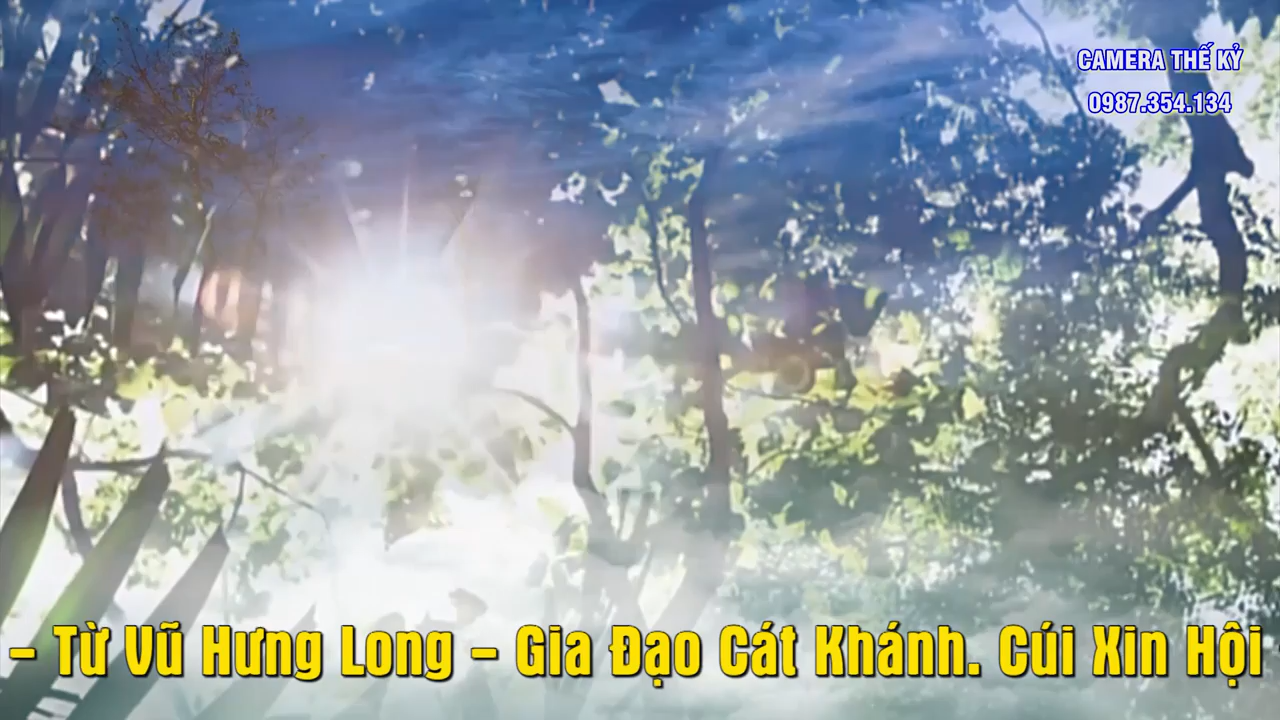 CAMERA THẾ KỶ
0987.354.134
– Từ Vũ Hưng Long – Gia Đạo Cát Khánh. Cúi Xin Hội